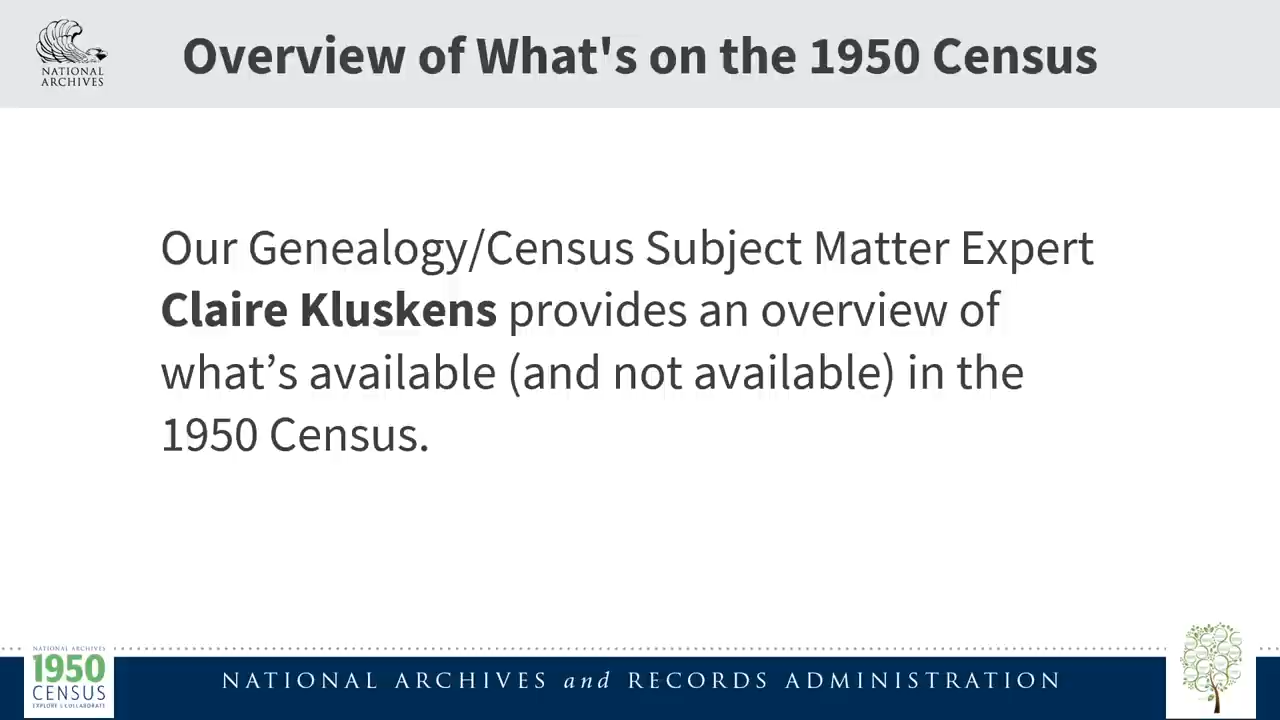 Overview of What's on the 1950 Census
NATIONAL
ARCHIVES
Our Genealogy/Census Subject Matter Expert
Claire Kluskens provides an overview of
what’s available (and not available) in the
1950 Census.
NATIONAL ARCHIVES
1950
CENSUS
EXPLORE & COLLABORATE
NATIONAL ARCHIVES and RECORDS ADMINISTRATION